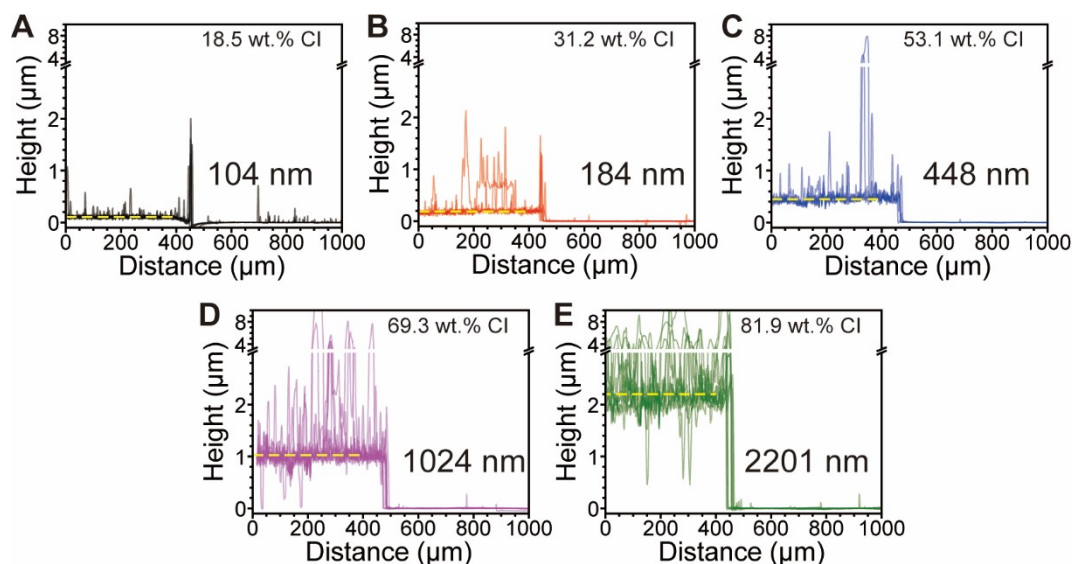 A
18.5 wt.% CI
Height (µm)
8
4
2
1
0
104 nm
0 200 400 600 800 1000
Distance (µm)
B
31.2 wt.% CI
Height (µm)
8
4
2
1
0
184 nm
0 200 400 600 800 1000
Distance (µm)
C
53.1 wt.% CI
Height (µm)
8
4
2
1
0
448 nm
0 200 400 600 800 1000
Distance (µm)
D
69.3 wt.% CI
Height (µm)
8
4
2
1
0
1024 nm
0 200 400 600 800 1000
Distance (µm)
E
81.9 wt.% CI
Height (µm)
8
4
2
1
0
2201 nm
0 200 400 600 800 1000
Distance (µm)